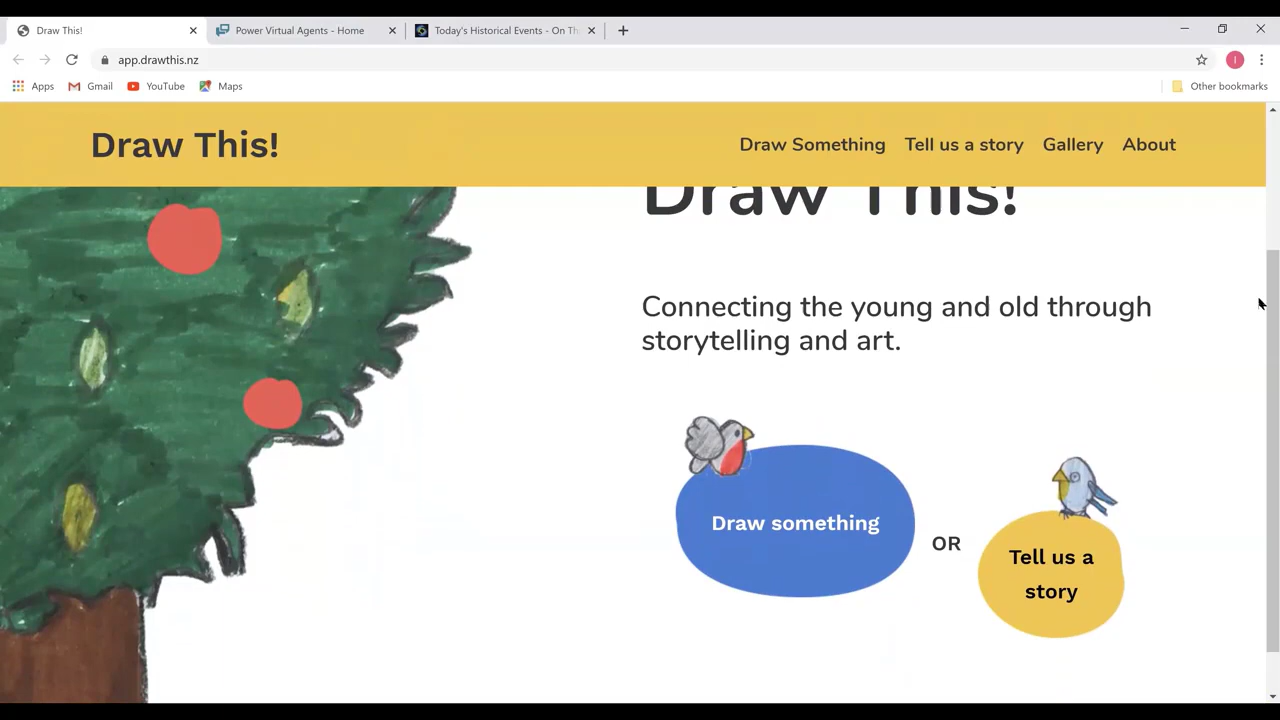 Draw This!
Power Virtual Agents - Home
Today's Historical Events - On Th
app.drawthis.nz
Apps
Gmail
YouTube
Maps
Other bookmarks
Draw This!
Draw Something
Tell us a story
Gallery
About
Draw This!
Connecting the young and old through
storytelling and art.
Draw something
OR
Tell us a
story